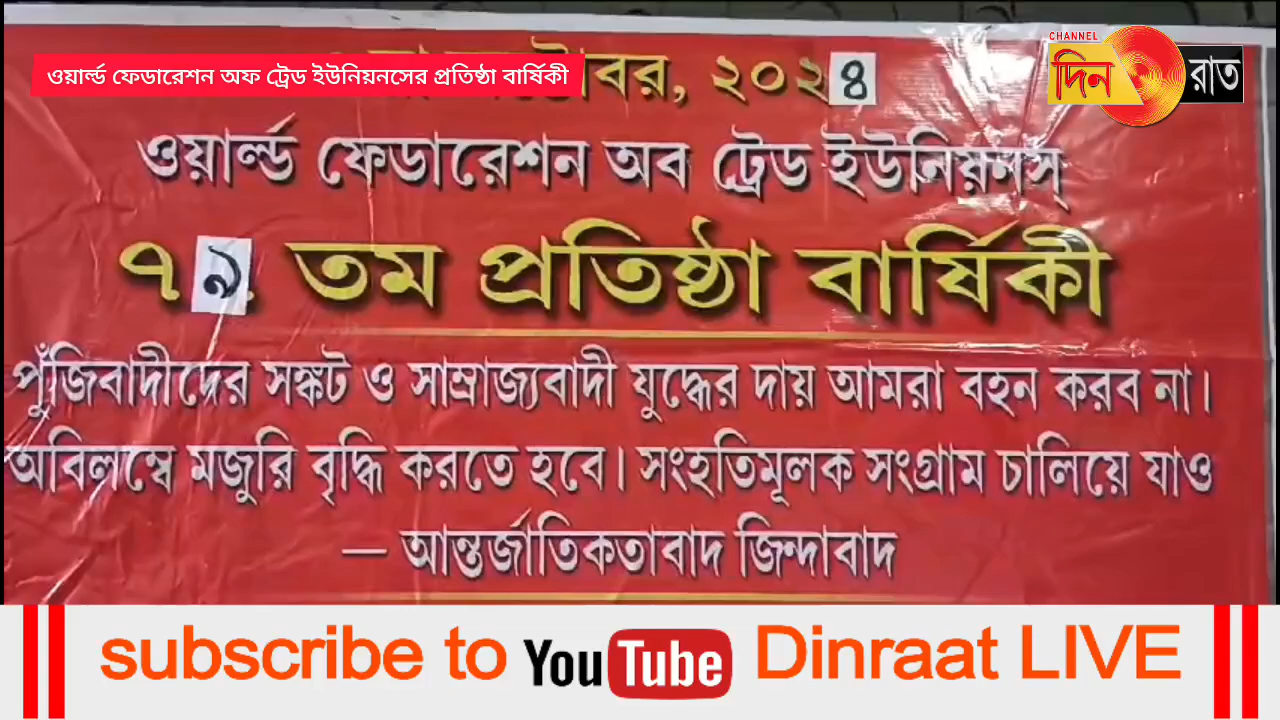 ওয়ার্ল্ড ফেডারেশন অফ ট্রেড ইউনিয়নসের প্রতিষ্ঠা বার্ষিকী
CHANNEL
দিন রাত
২০২৪
ওয়ার্ল্ড ফেডারেশন অব ট্রেড ইউনিয়নস্
৭৯ তম প্রতিষ্ঠা বার্ষিকী
পুঁজিবাদীদের সঙ্কট ও সাম্রাজ্যবাদী যুদ্ধের দায় আমরা বহন করব না।
অবিলম্বে মজুরি বৃদ্ধি করতে হবে। সংহতিমূলক সংগ্রাম চালিয়ে যাও
— আন্তর্জাতিকতাবাদ জিন্দাবাদ
subscribe to YouTube Dinraat LIVE